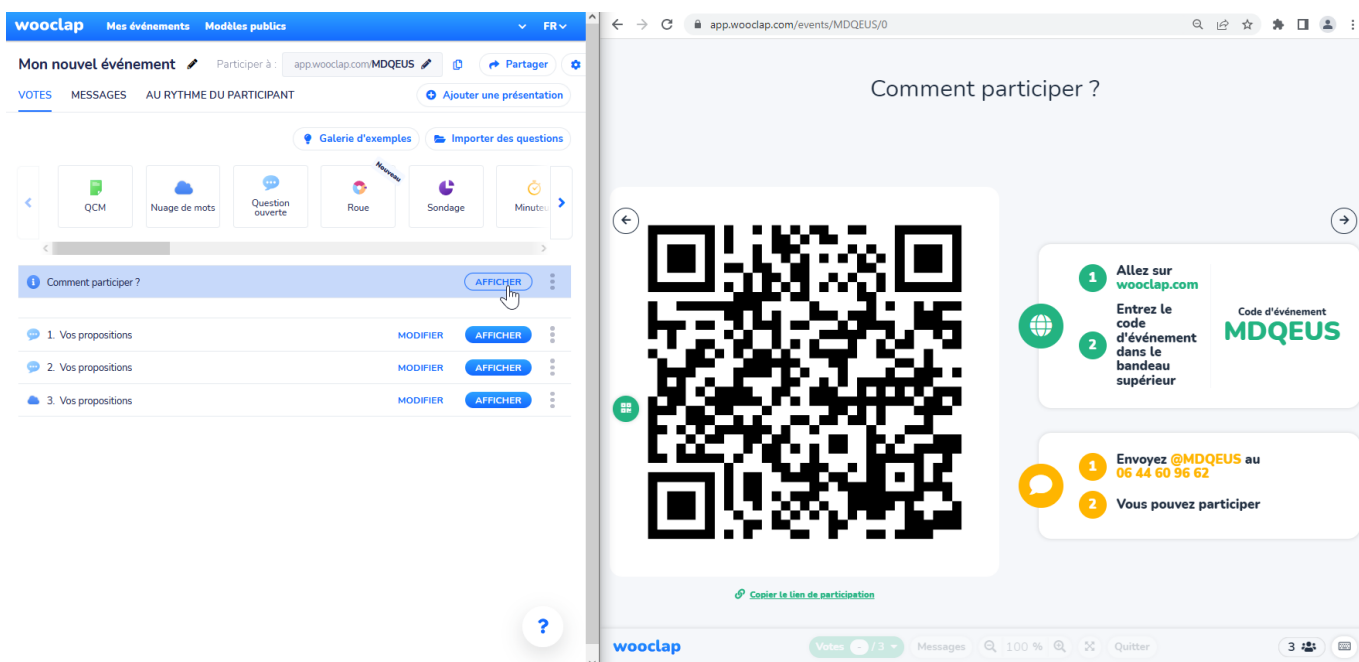 wooclap Mes événements Modèles publics FR
Mon nouvel événement Participer à : app.wooclap.com/MDQEUS Partager
VOTES MESSAGES AU RYTHME DU PARTICIPANT Ajouter une présentation
Galerie d'exemples Importer des questions
Nouveau
QCM Nuage de mots Question ouverte Roue Sondage Minuteu
Comment participer ? AFFICHER
1. Vos propositions MODIFIER AFFICHER
2. Vos propositions MODIFIER AFFICHER
3. Vos propositions MODIFIER AFFICHER
?
app.wooclap.com/events/MDQEUS/0
Comment participer ?
1 Allez sur
wooclap.com
2 Entrez le
code
d'événement
dans le
bandeau
supérieur
Code d'événement
MDQEUS
1 Envoyez @MDQEUS au
06 44 60 96 62
2 Vous pouvez participer
Copier le lien de participation
wooclap Votes - / 3 Messages 100 % Quitter 3